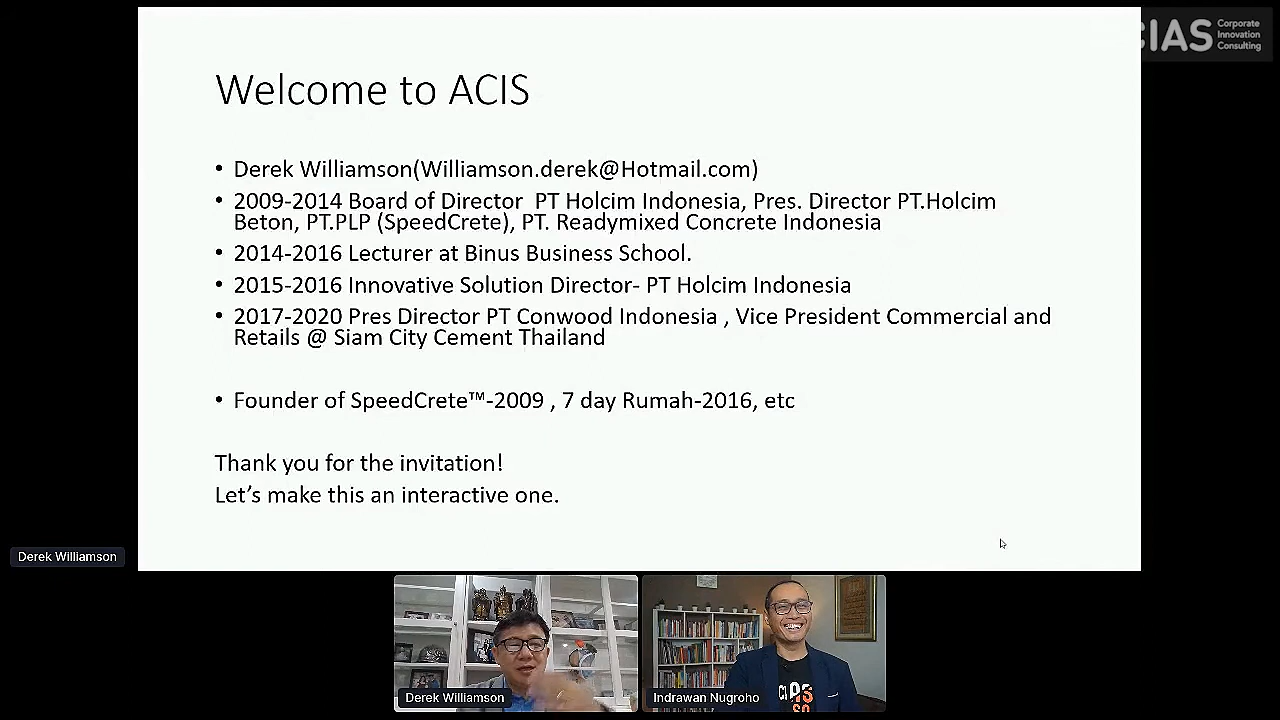 CIAS Corporate
Innovation
Consulting
Welcome to ACIS
• Derek Williamson(Williamson.derek@Hotmail.com)
• 2009-2014 Board of Director PT Holcim Indonesia, Pres. Director PT.Holcim
Beton, PT.PLP (SpeedCrete), PT. Readymixed Concrete Indonesia
• 2014-2016 Lecturer at Binus Business School.
• 2015-2016 Innovative Solution Director- PT Holcim Indonesia
• 2017-2020 Pres Director PT Conwood Indonesia , Vice President Commercial and
Retails @ Siam City Cement Thailand
• Founder of SpeedCrete™-2009 , 7 day Rumah-2016, etc
Thank you for the invitation!
Let's make this an interactive one.
Derek Williamson
Derek Williamson
Indrawan Nugroho